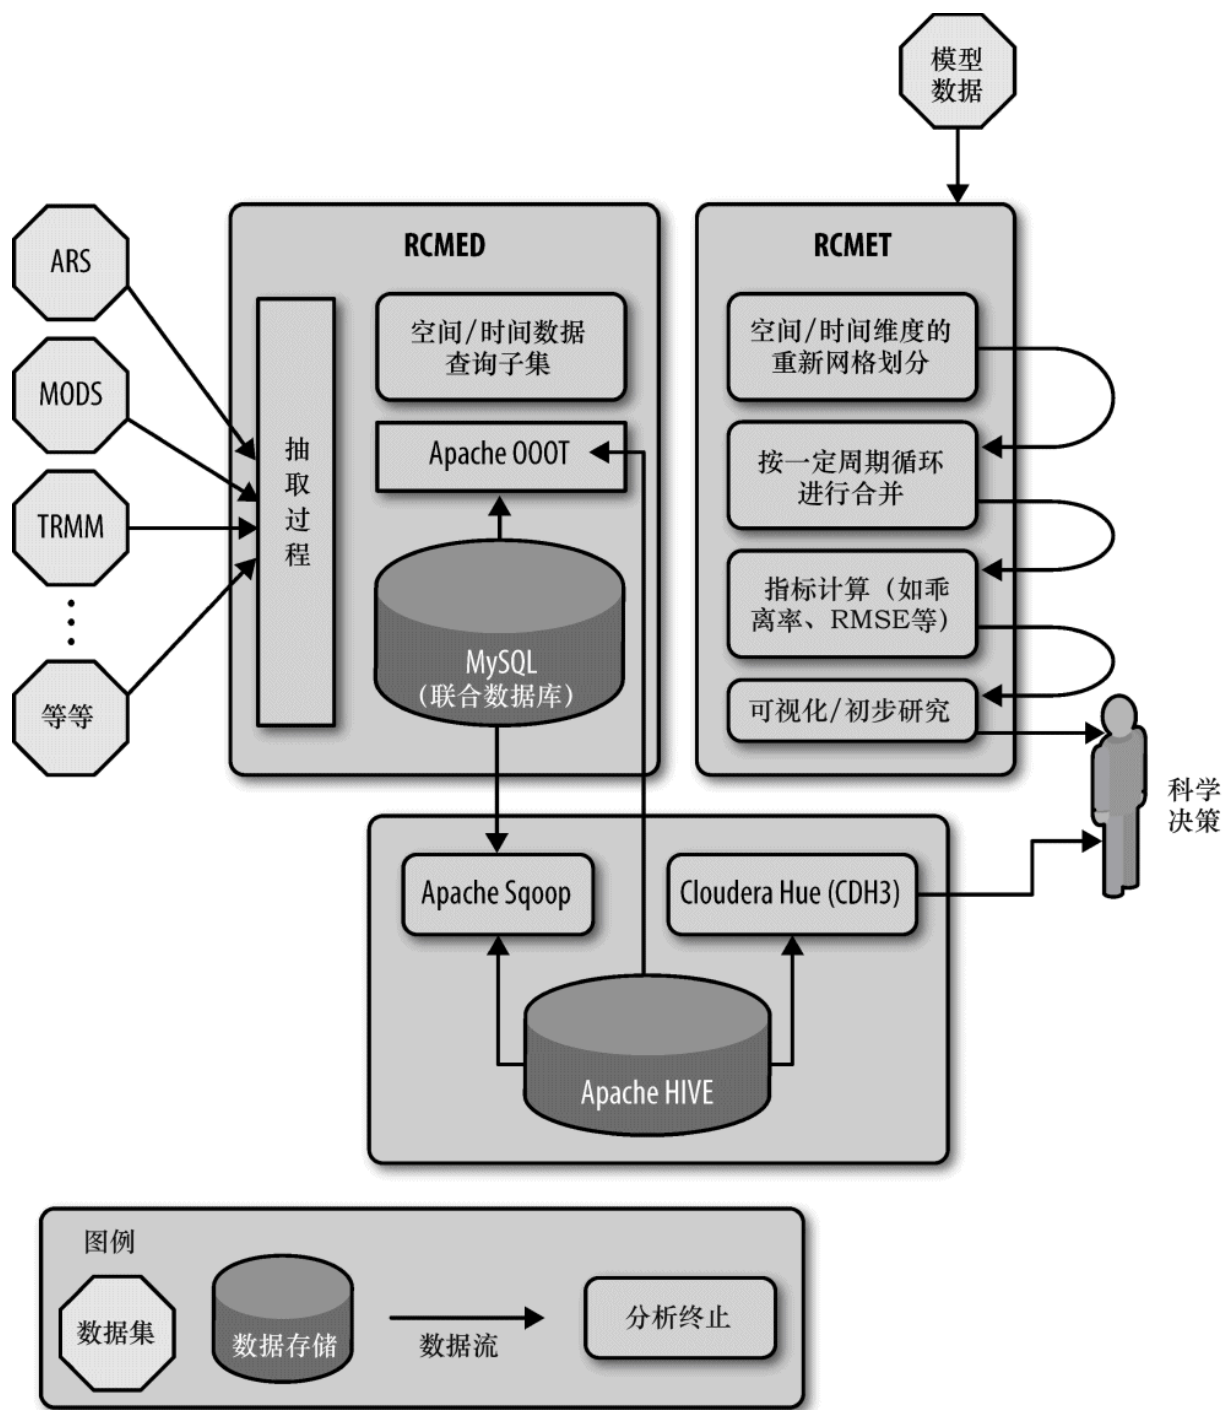 模型
数据
RCMED
RCMET
ARS
MODS
TRMM
等等
抽取过程
空间/时间数据
查询子集
Apache OOOT
MySQL
（联合数据库）
空间/时间维度的
重新网格划分
按一定周期循环
进行合并
指标计算（如乖
离率、RMSE等）
可视化/初步研究
科学
决策
Apache Sqoop
Cloudera Hue (CDH3)
Apache HIVE
图例
数据集
数据存储
数据流
分析终止